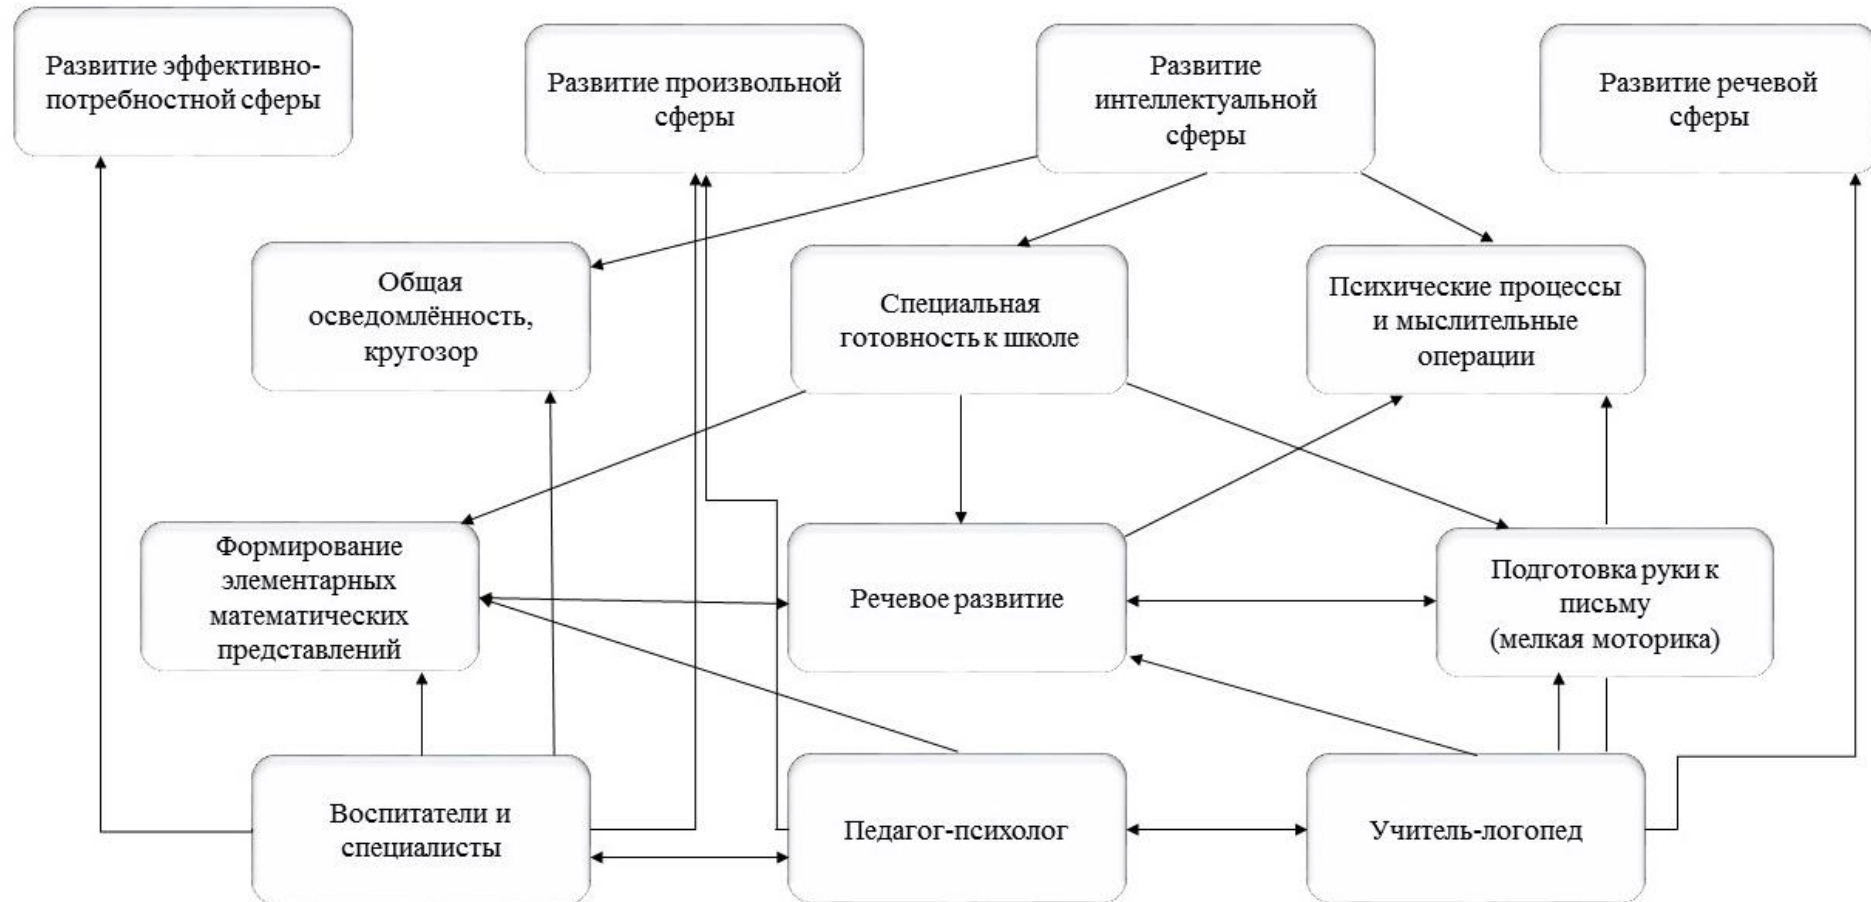 Развитие эффективно-
потребностной сферы
Развитие произвольной
сферы
Развитие
интеллектуальной
сферы
Развитие речевой
сферы
Общая
осведомлённость,
кругозор
Специальная
готовность к школе
Психические процессы
и мыслительные
операции
Формирование
элементарных
математических
представлений
Речевое развитие
Подготовка руки к
письму
(мелкая моторика)
Воспитатели и
специалисты
Педагог-психолог
Учитель-логопед